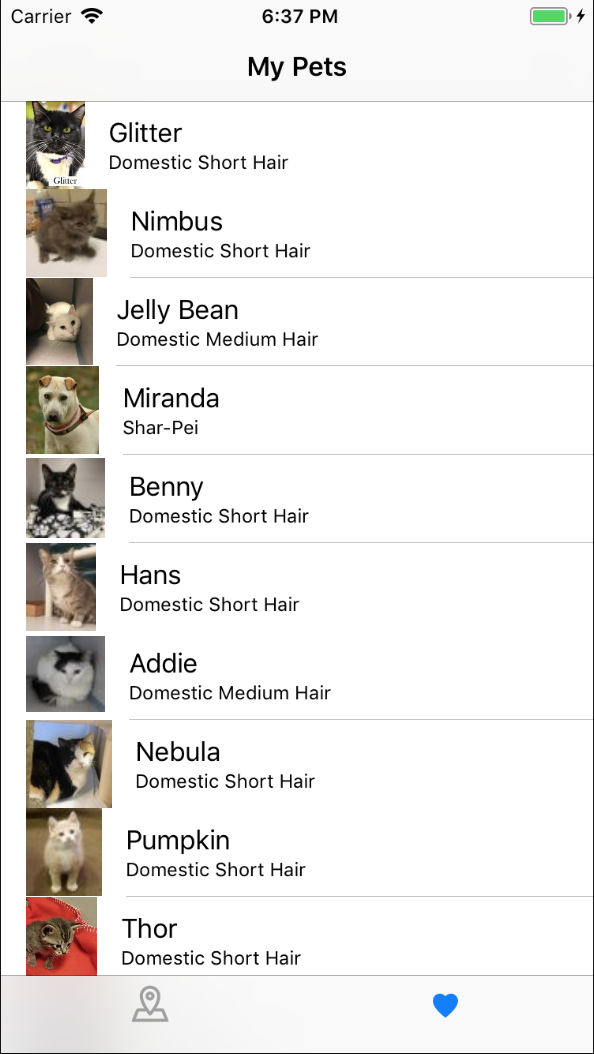 Carrier 6:37 PM
My Pets
Glitter
Domestic Short Hair
Glitter
Nimbus
Domestic Short Hair
Jelly Bean
Domestic Medium Hair
Miranda
Shar-Pei
Benny
Domestic Short Hair
Hans
Domestic Short Hair
Addie
Domestic Medium Hair
Nebula
Domestic Short Hair
Pumpkin
Domestic Short Hair
Thor
Domestic Short Hair